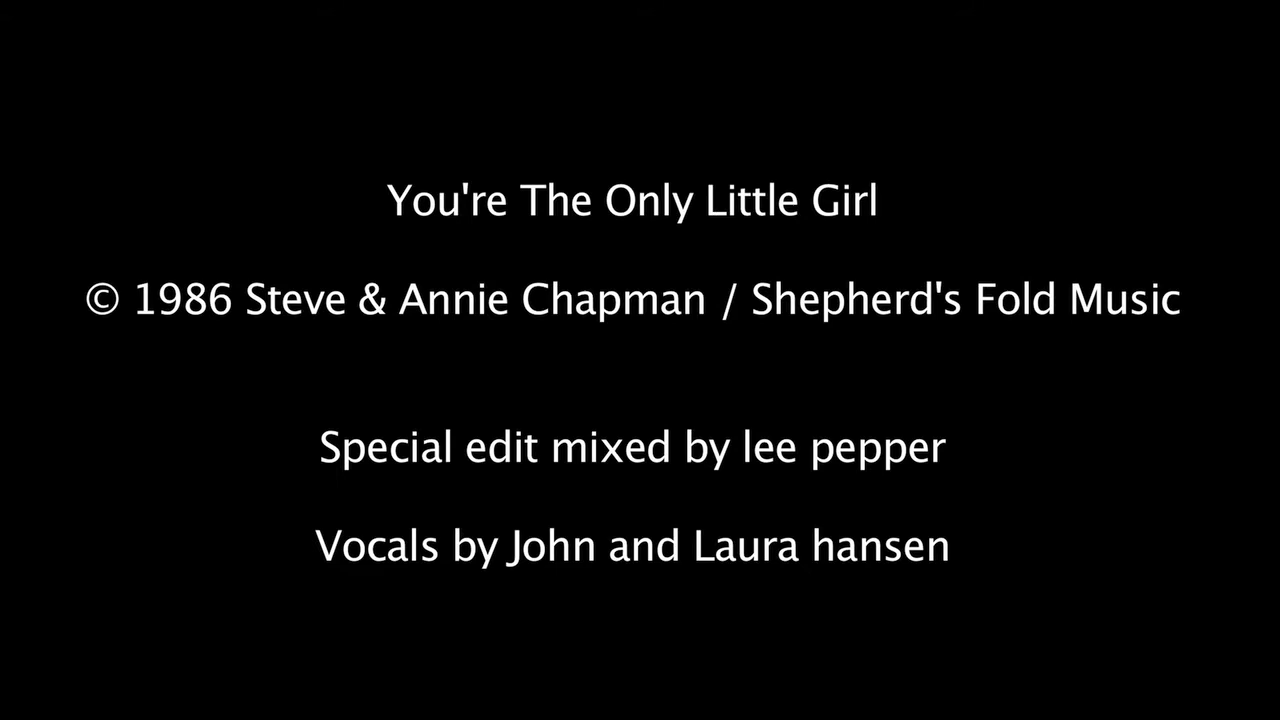 You're The Only Little Girl
© 1986 Steve & Annie Chapman / Shepherd's Fold Music
Special edit mixed by lee pepper
Vocals by John and Laura hansen